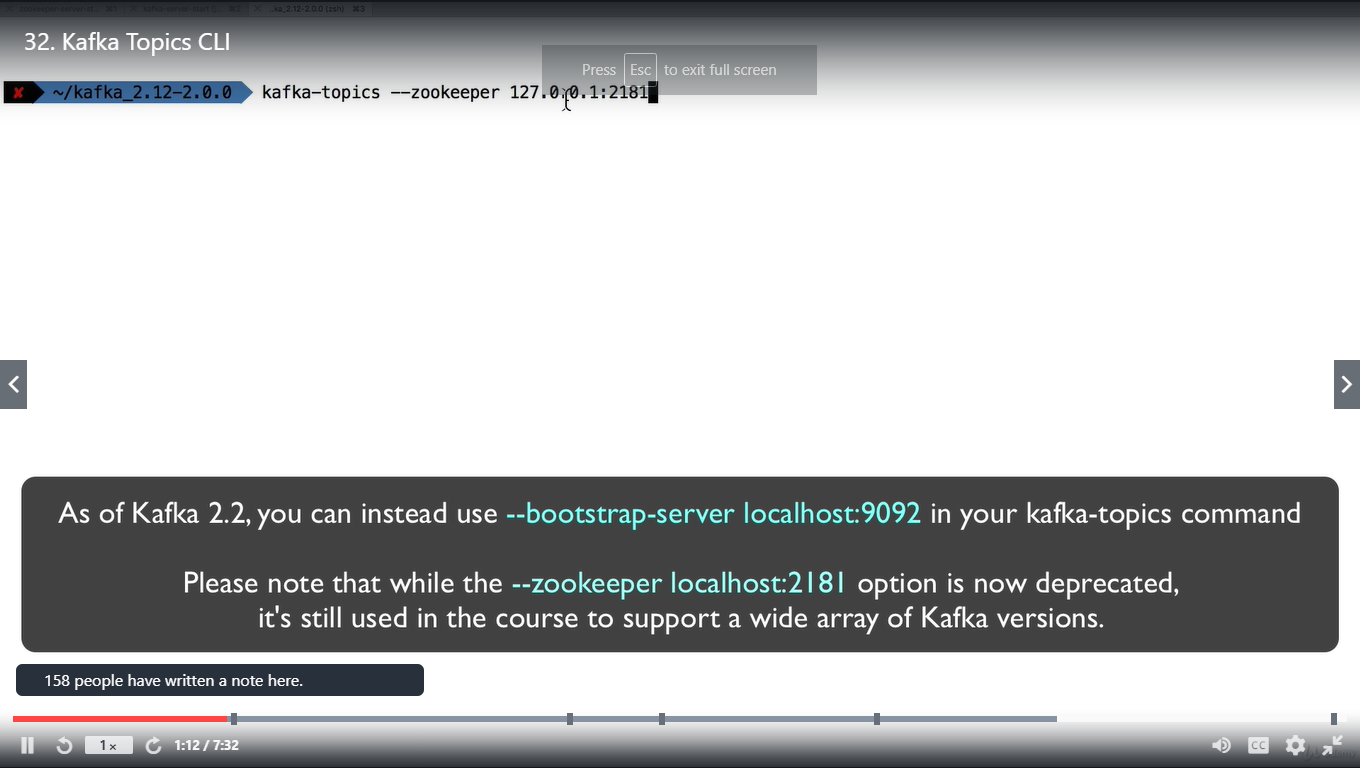 32. Kafka Topics CLI
Press Esc to exit full screen
✘ ~/kafka_2.12-2.0.0 kafka-topics --zookeeper 127.0.0.1:2181
As of Kafka 2.2, you can instead use --bootstrap-server localhost:9092 in your kafka-topics command
Please note that while the --zookeeper localhost:2181 option is now deprecated,
it's still used in the course to support a wide array of Kafka versions.
158 people have written a note here.
1 x
1:12 / 7:32
CC